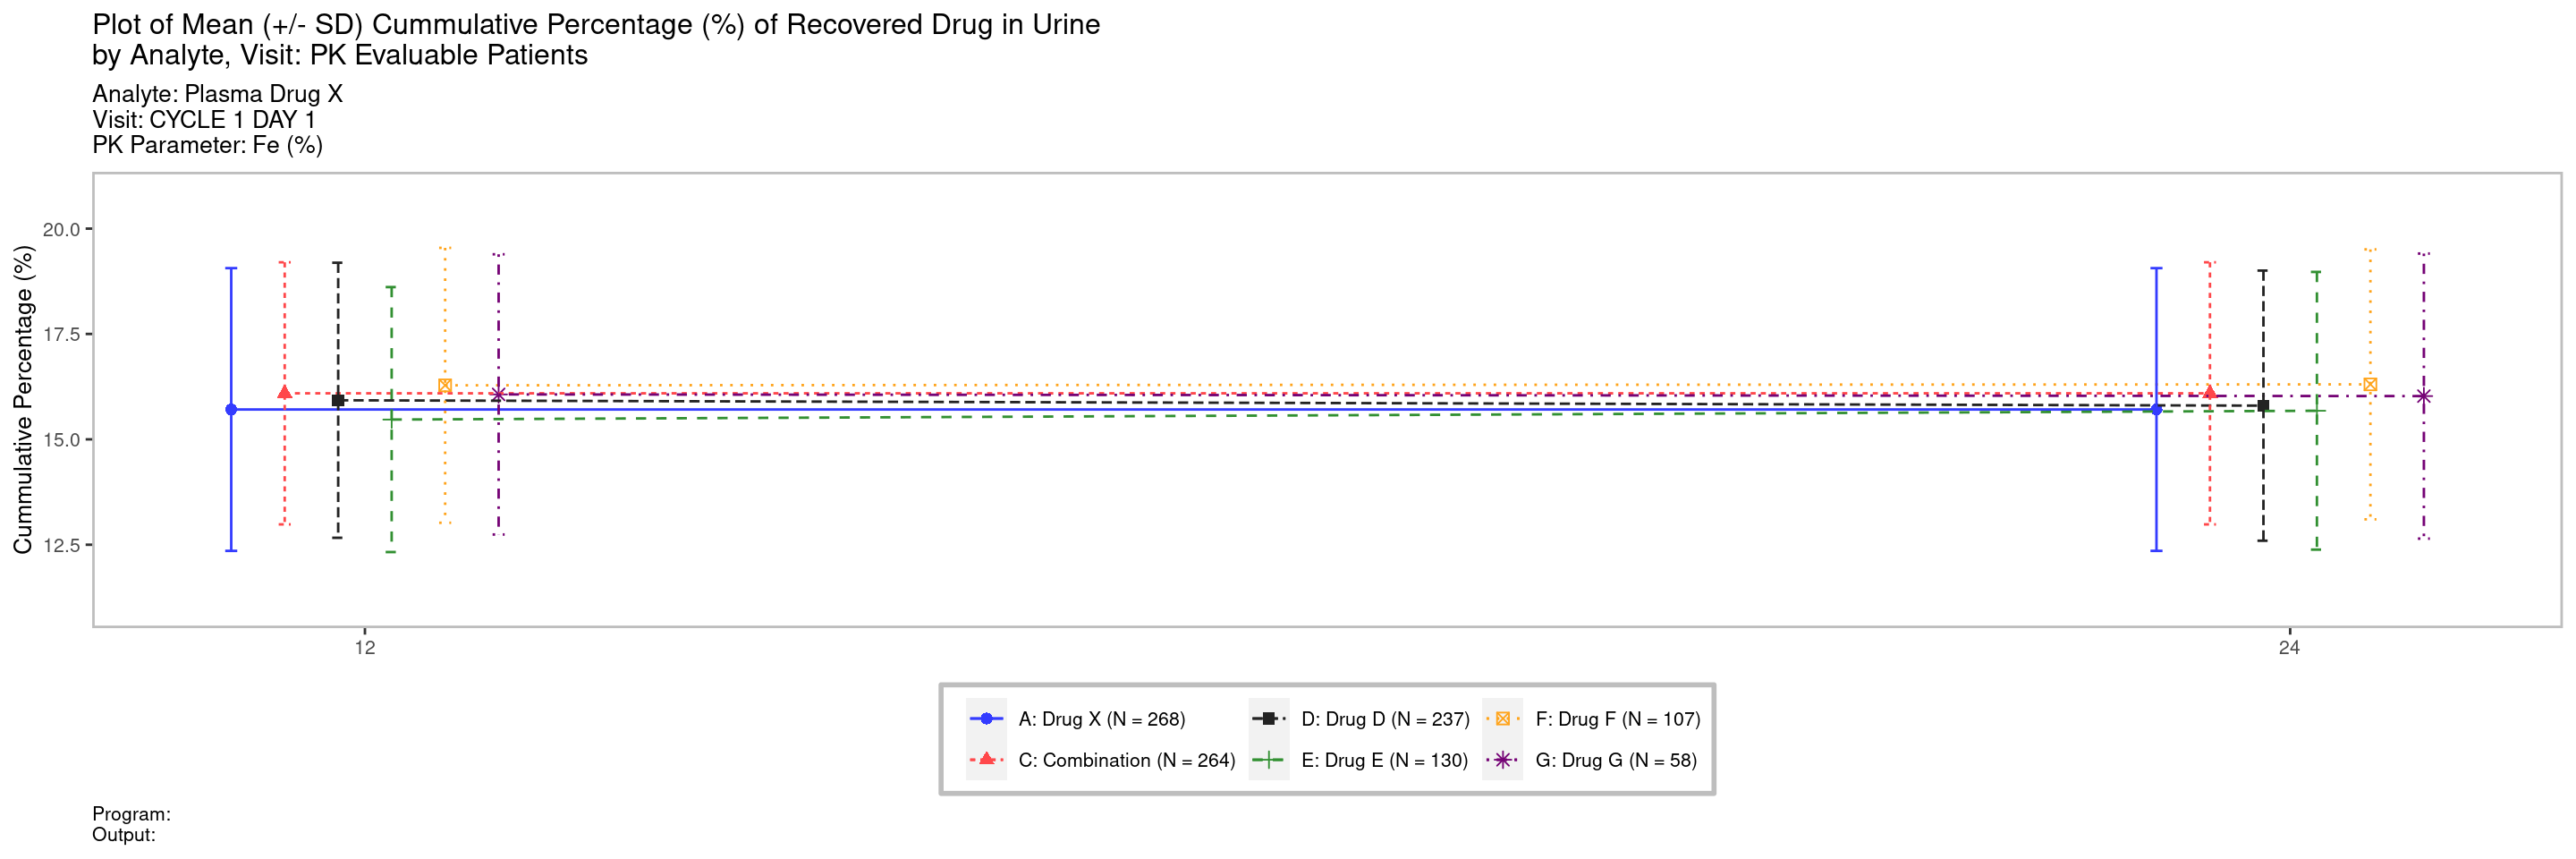 Plot of Mean (+/- SD) Cummulative Percentage (%) of Recovered Drug in Urine
by Analyte, Visit: PK Evaluable Patients
Analyte: Plasma Drug X
Visit: CYCLE 1 DAY 1
PK Parameter: Fe (%)
Cummulative Pe Percentage (%)
20.0
17.5
15.0
12.5
12
24
A: Drug X (N = 268)
D: Drug D (N = 237)
F: Drug F (N = 107)
C: Combination (N = 264)
E: Drug E (N = 130)
G: Drug G (N = 58)
Program:
Output: